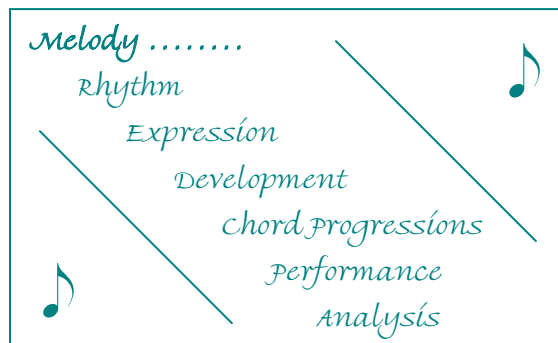 Melody ........
Rhythm
Expression
Development
Chord Progressions
Performance
Analysis